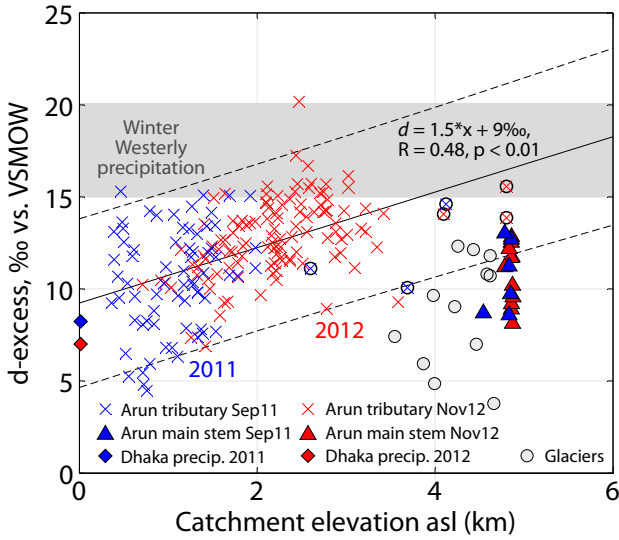 25
20
15
10
5
0
0
2
4
6
d-excess, ‰ vs. VSMOW
Catchment elevation asl (km)
Winter
Westerly
precipitation
d = 1.5*x + 9‰,
R = 0.48, p < 0.01
2012
2011
Arun tributary Sep11
Arun tributary Nov12
Arun main stem Sep11
Arun main stem Nov12
Dhaka precip. 2011
Dhaka precip. 2012
Glaciers